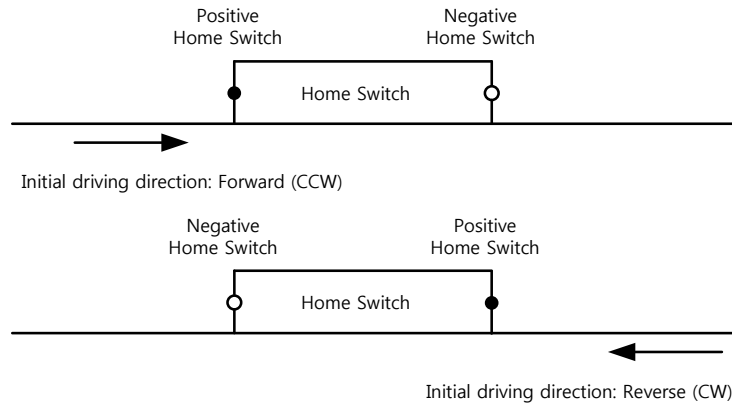 Positive
Home Switch
Negative
Home Switch
Home Switch
Initial driving direction: Forward (CCW)
Negative
Home Switch
Positive
Home Switch
Home Switch
Initial driving direction: Reverse (CW)